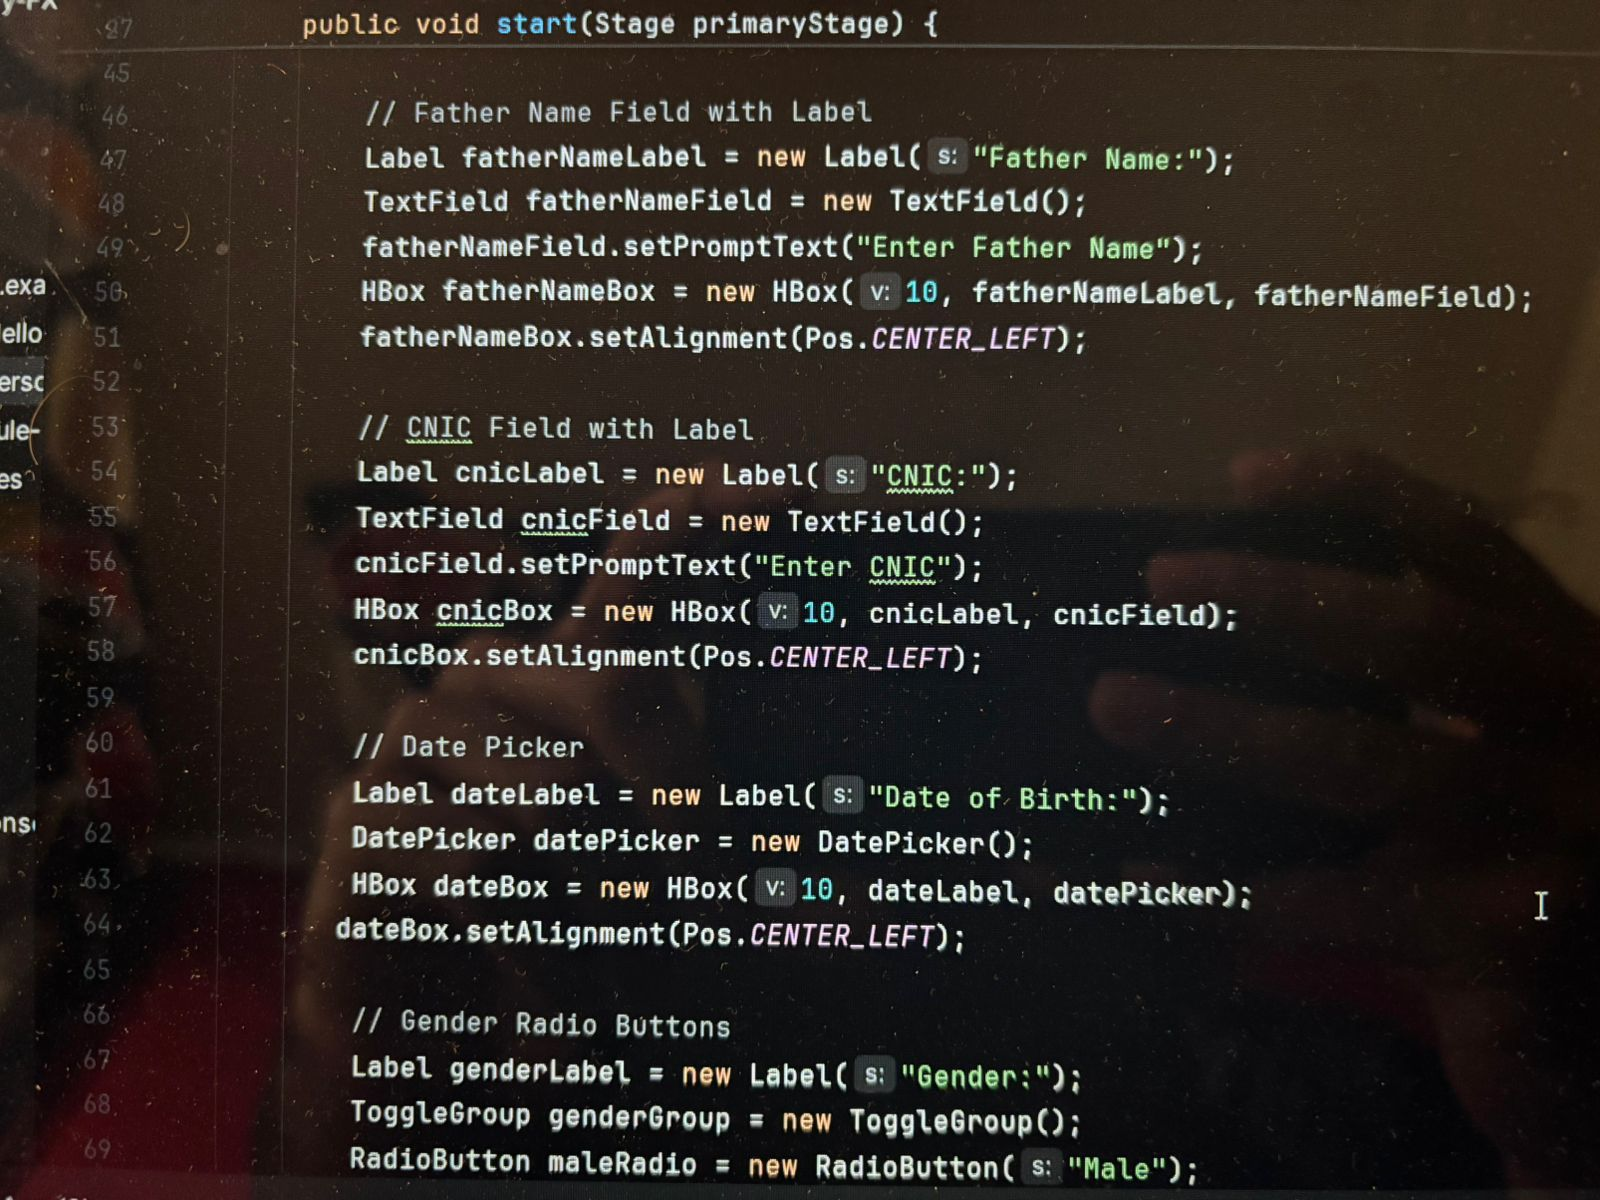 27 public void start(Stage primaryStage) {
45
46 // Father Name Field with Label
47 Label fatherNameLabel = new Label( s: "Father Name:");
48 TextField fatherNameField = new TextField();
49 fatherNameField.setPromptText("Enter Father Name");
50 HBox fatherNameBox = new HBox( v: 10, fatherNameLabel, fatherNameField);
51 fatherNameBox.setAlignment(Pos.CENTER_LEFT);
52
53 // CNIC Field with Label
54 Label cnicLabel = new Label( s: "CNIC:");
55 TextField cnicField = new TextField();
56 cnicField.setPromptText("Enter CNIC");
57 HBox cnicBox = new HBox( v: 10, cnicLabel, cnicField);
58 cnicBox.setAlignment(Pos.CENTER_LEFT);
59
60 // Date Picker
61 Label dateLabel = new Label( s: "Date of Birth:");
62 DatePicker datePicker = new DatePicker();
63 HBox dateBox = new HBox( v: 10, dateLabel, datePicker);
64 dateBox.setAlignment(Pos.CENTER_LEFT);
65
66 // Gender Radio Buttons
67 Label genderLabel = new Label( s: "Gender:");
68 ToggleGroup genderGroup = new ToggleGroup();
69 RadioButton maleRadio = new RadioButton( s: "Male");